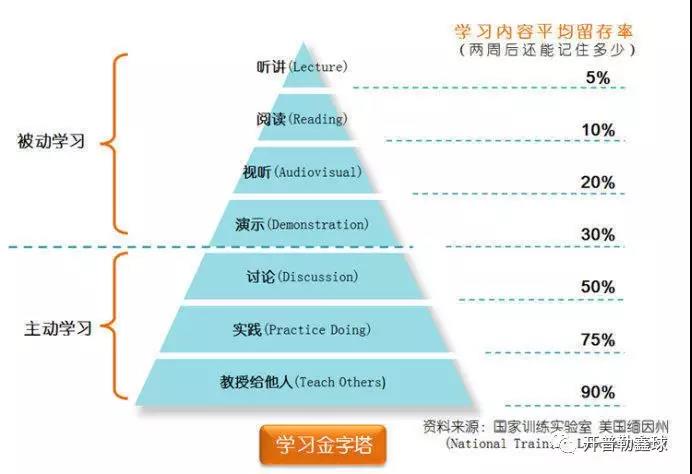 学习内容平均留存率
(两周后还能记住多少)
听讲(Lecture)
5%
阅读(Reading)
10%
被动学习
视听(Audiovisual)
20%
演示(Demonstration)
30%
讨论(Discussion)
50%
主动学习
实践(Practice Doing)
75%
教授给他人(Teach Others)
90%
学习金字塔
资料来源：国家训练实验室 美国缅因州
(National Train
开普勒鑫球